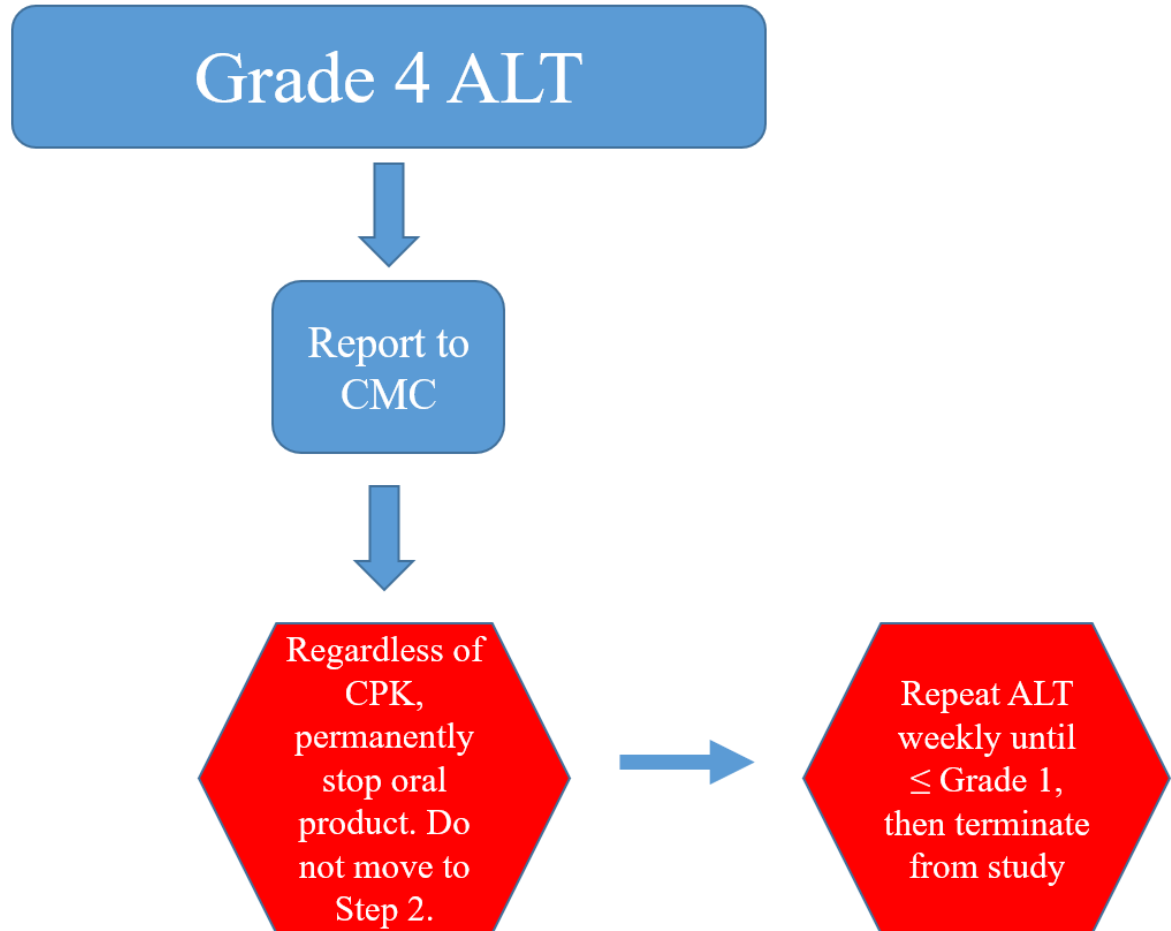 Grade 4 ALT
Report to
CMC
Regardless of
CPK,
permanently
stop oral
product. Do
not move to
Step 2.
Repeat ALT
weekly until
≤ Grade 1,
then terminate
from study